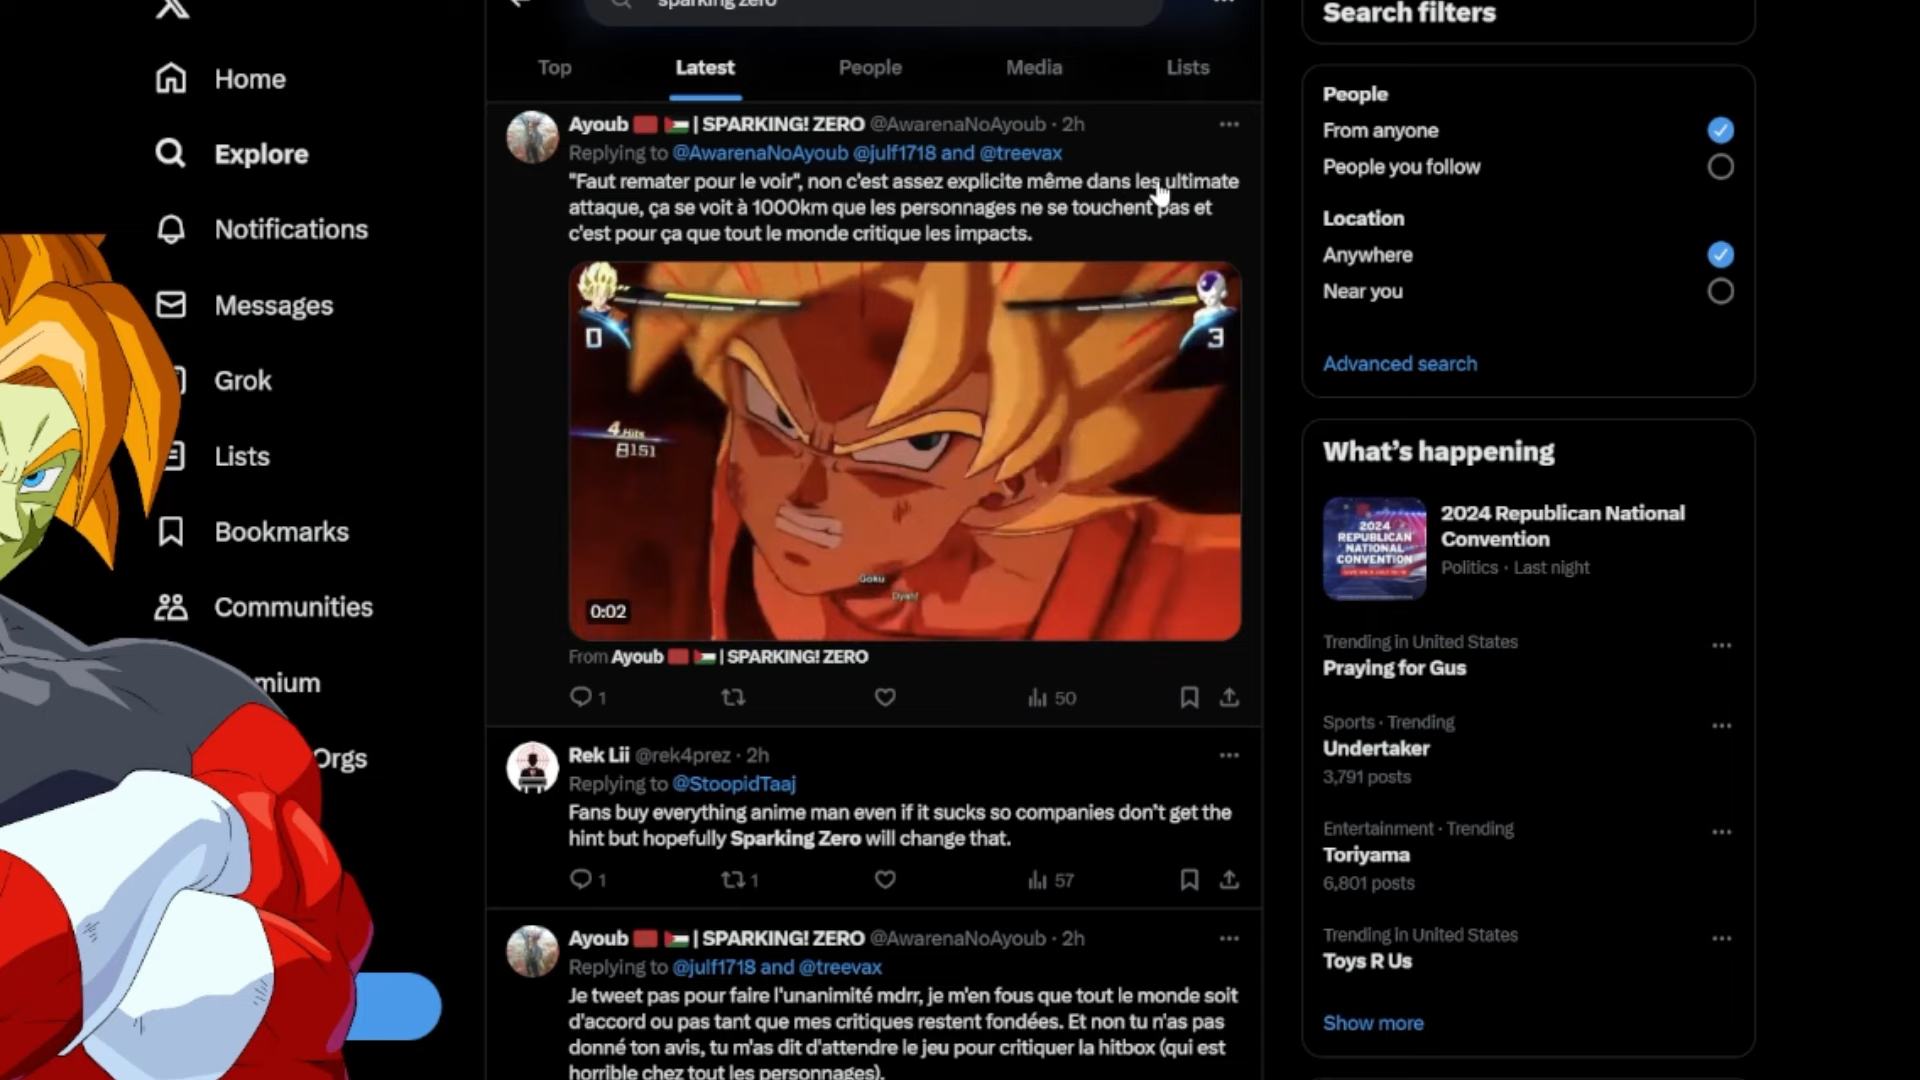 sparking zero
Home
Explore
Notifications
Messages
Grok
Lists
Bookmarks
Communities
mium
Orgs
Top
Latest
People
Media
Lists
Ayoub | SPARKING! ZERO @AwarenaNoAyoub · 2h
Replying to @AwarenaNoAyoub @julf1718 and @treevax
"Faut remater pour le voir", non c'est assez explicite même dans les ultimate
attaque, ça se voit à 1000km que les personnages ne se touchent pas et
c'est pour ça que tout le monde critique les impacts.
0
3
4 Hits
8151
Goku
Dyah!
0:02
From Ayoub | SPARKING! ZERO
1
50
Rek Lii @rek4prez · 2h
Replying to @StoopidTaaj
Fans buy everything anime man even if it sucks so companies don't get the
hint but hopefully Sparking Zero will change that.
1
1
57
Ayoub | SPARKING! ZERO @AwarenaNoAyoub · 2h
Replying to @julf1718 and @treevax
Je tweet pas pour faire l'unanimité mdrr, je m'en fous que tout le monde soit
d'accord ou pas tant que mes critiques restent fondées. Et non tu n'as pas
donné ton avis, tu m'as dit d'attendre le jeu pour critiquer la hitbox (qui est
horrible chez tout les personnages).
Search filters
People
From anyone
People you follow
Location
Anywhere
Near you
Advanced search
What's happening
2024
REPUBLICAN
NATIONAL
CONVENTION
2024 Republican National
Convention
Politics · Last night
Trending in United States
Praying for Gus
Sports · Trending
Undertaker
3,791 posts
Entertainment · Trending
Toriyama
6,801 posts
Trending in United States
Toys R Us
Show more